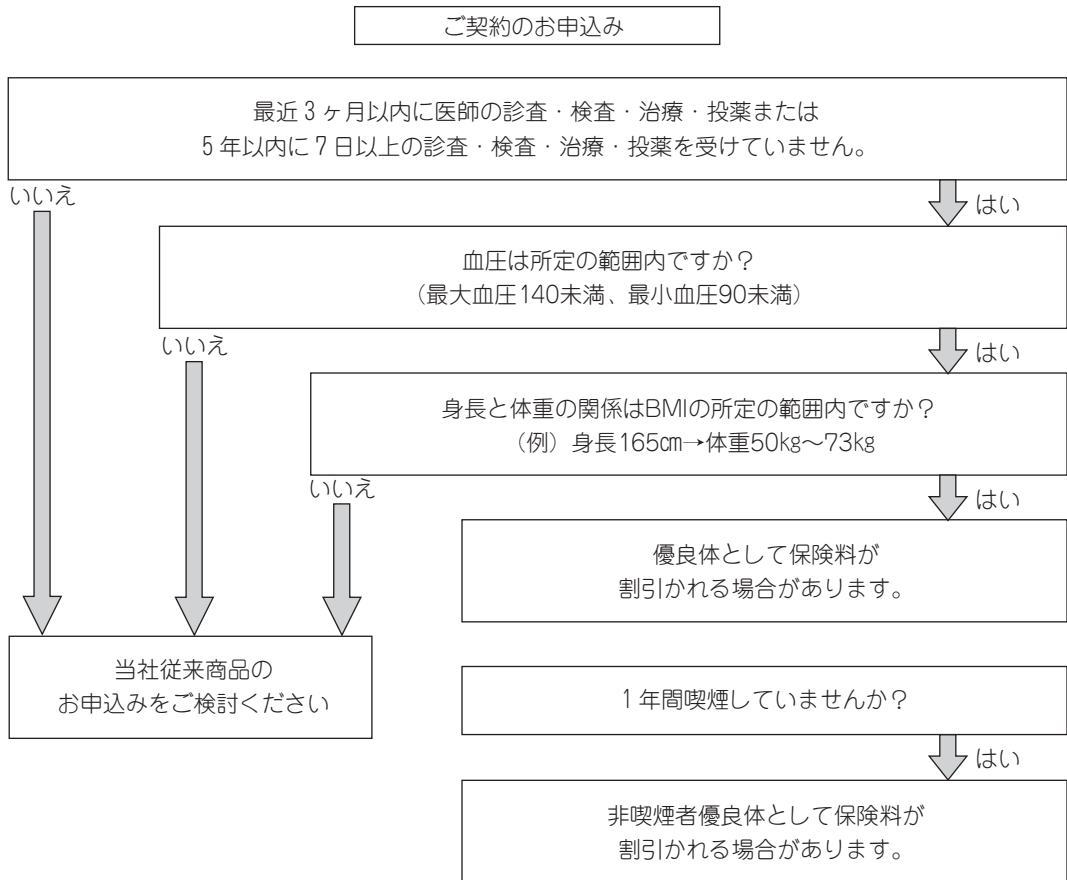 ご契約のお申込み
最近3ヶ月以内に医師の診査・検査・治療・投薬または
5年以内に7日以上の診査・検査・治療・投薬を受けていません。
いいえ
はい
血圧は所定の範囲内ですか？
（最大血圧140未満、最小血圧90未満）
いいえ
はい
身長と体重の関係はBMIの所定の範囲内ですか？
（例）身長165㎝→体重50㎏～73㎏
いいえ
はい
優良体として保険料が
割引かれる場合があります。
当社従来商品の
お申込みをご検討ください
1年間喫煙していませんか？
はい
非喫煙者優良体として保険料が
割引かれる場合があります。